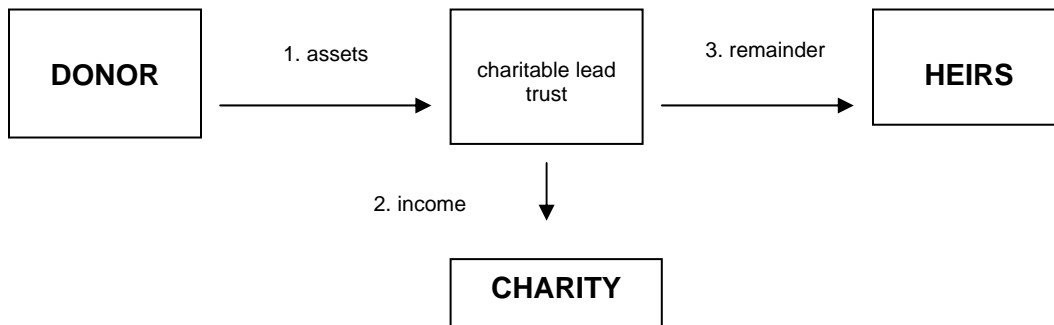 DONOR
1. assets
charitable lead
trust
3. remainder
HEIRS
2. income
CHARITY